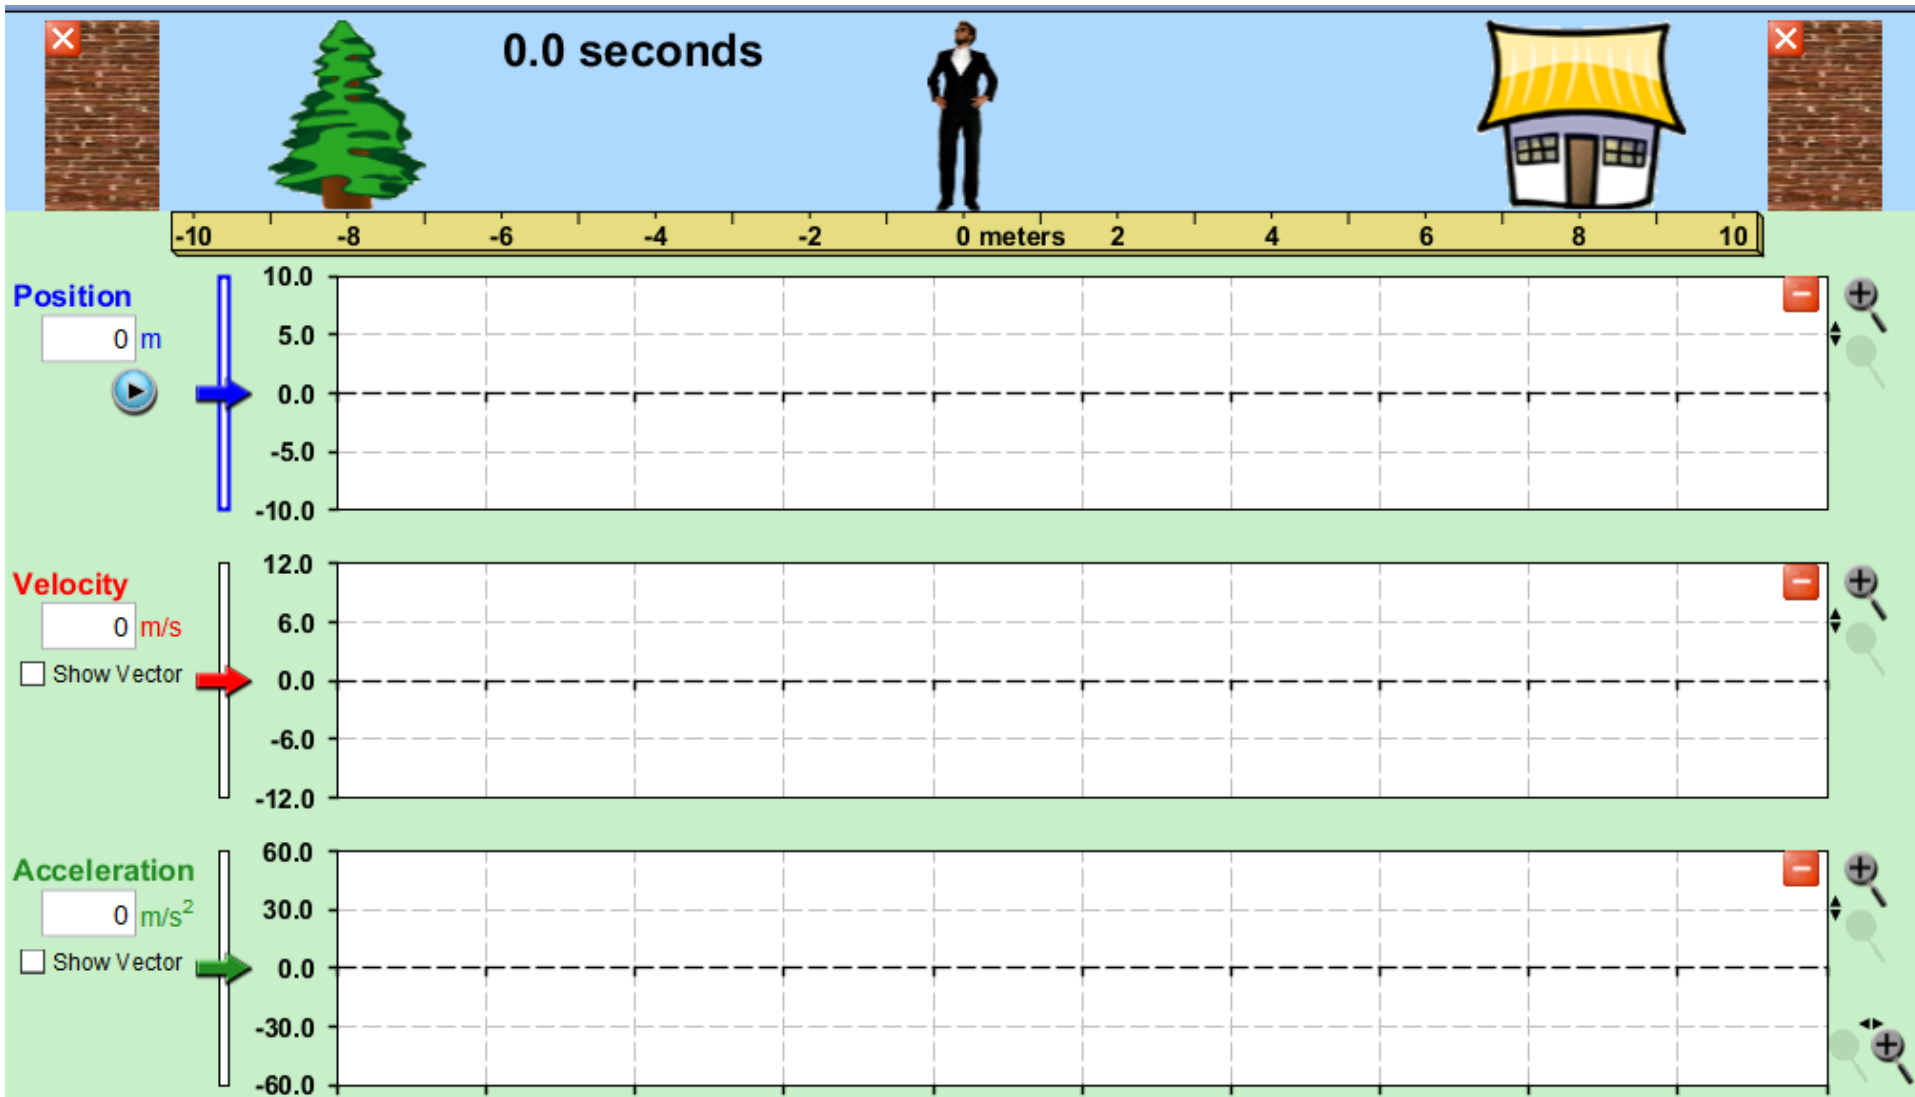 0.0 seconds
-10 -8 -6 -4 -2 0 meters 2 4 6 8 10
Position
0 m
10.0
5.0
0.0
-5.0
-10.0
Velocity
0 m/s
Show Vector
12.0
6.0
0.0
-6.0
-12.0
Acceleration
0 m/s²
Show Vector
60.0
30.0
0.0
-30.0
-60.0